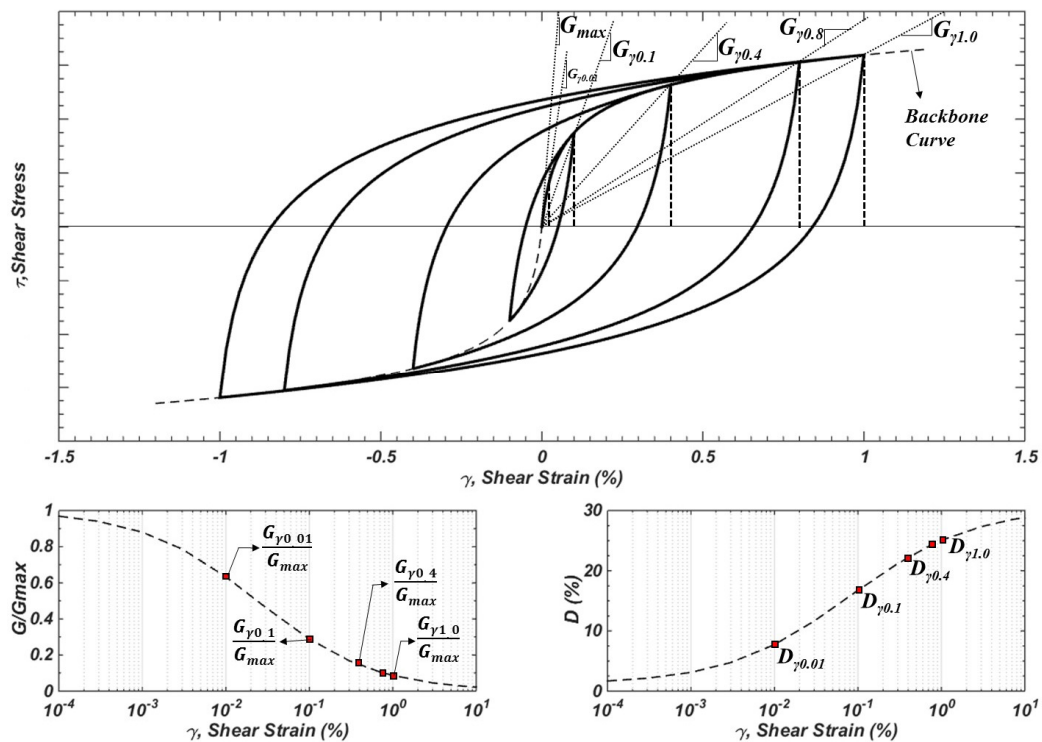 G_max
G_γ0.1
G_γ0.4
G_γ0.8
G_γ1.0
G_γ0.01
Backbone
Curve
τ,Shear Stress
-1.5 -1 -0.5 0 0.5 1 1.5
γ, Shear Strain (%)
1
0.8
0.6
0.4
0.2
0
G/Gmax
G_γ0 01
G_max
G_γ0 4
G_max
G_γ0 1
G_max
G_γ1 0
G_max
10^-4 10^-3 10^-2 10^-1 10^0 10^1
γ, Shear Strain (%)
30
20
10
0
D (%)
D_γ1.0
D_γ0.4
D_γ0.1
D_γ0.01
10^-4 10^-3 10^-2 10^-1 10^0 10^1
γ, Shear Strain (%)